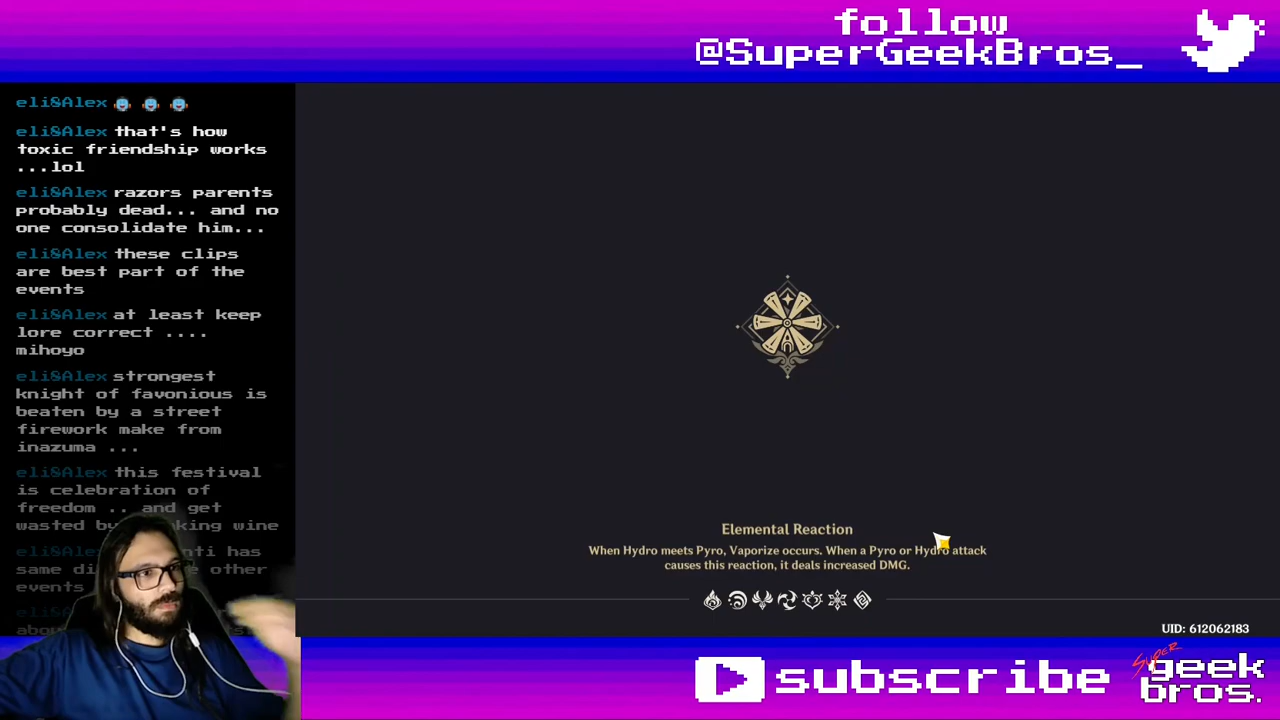 follow
@SuperGeekBros_
eli&Alex
eli&Alex that's how
toxic friendship works
...lol
eli&Alex razors parents
probably dead... and no
one consolidate him...
eli&Alex these clips
are best part of the
events
eli&Alex at least keep
lore correct ....
mihoyo
eli&Alex strongest
knight of favonious is
beaten by a street
firework make from
inazuma ...
eli&Alex this festival
is celebration of
freedom .. and get
wasted by wine
has
same other
events
Elemental Reaction
When Hydro meets Pyro, Vaporize occurs. When a Pyro or Hydro attack
causes this reaction, it deals increased DMG.
UID: 612062183
subscribe
super
geek
bros.